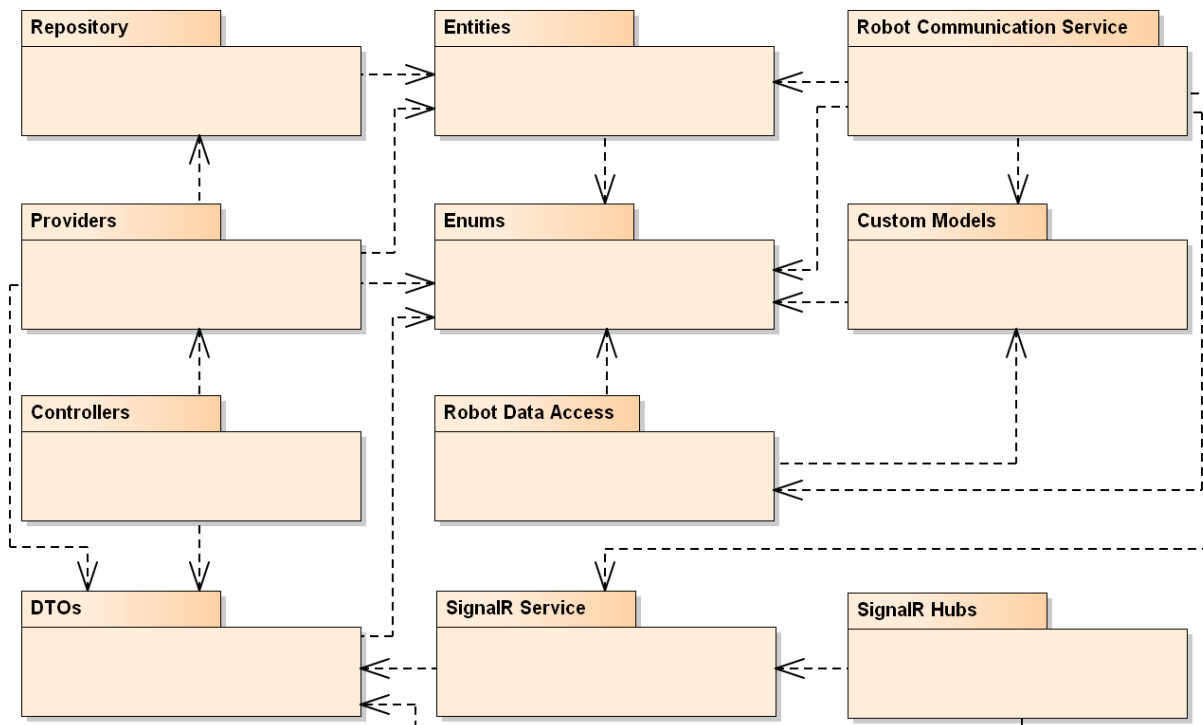 Repository
Entities
Robot Communication Service
Providers
Enums
Custom Models
Controllers
Robot Data Access
DTOs
SignalR Service
SignalR Hubs